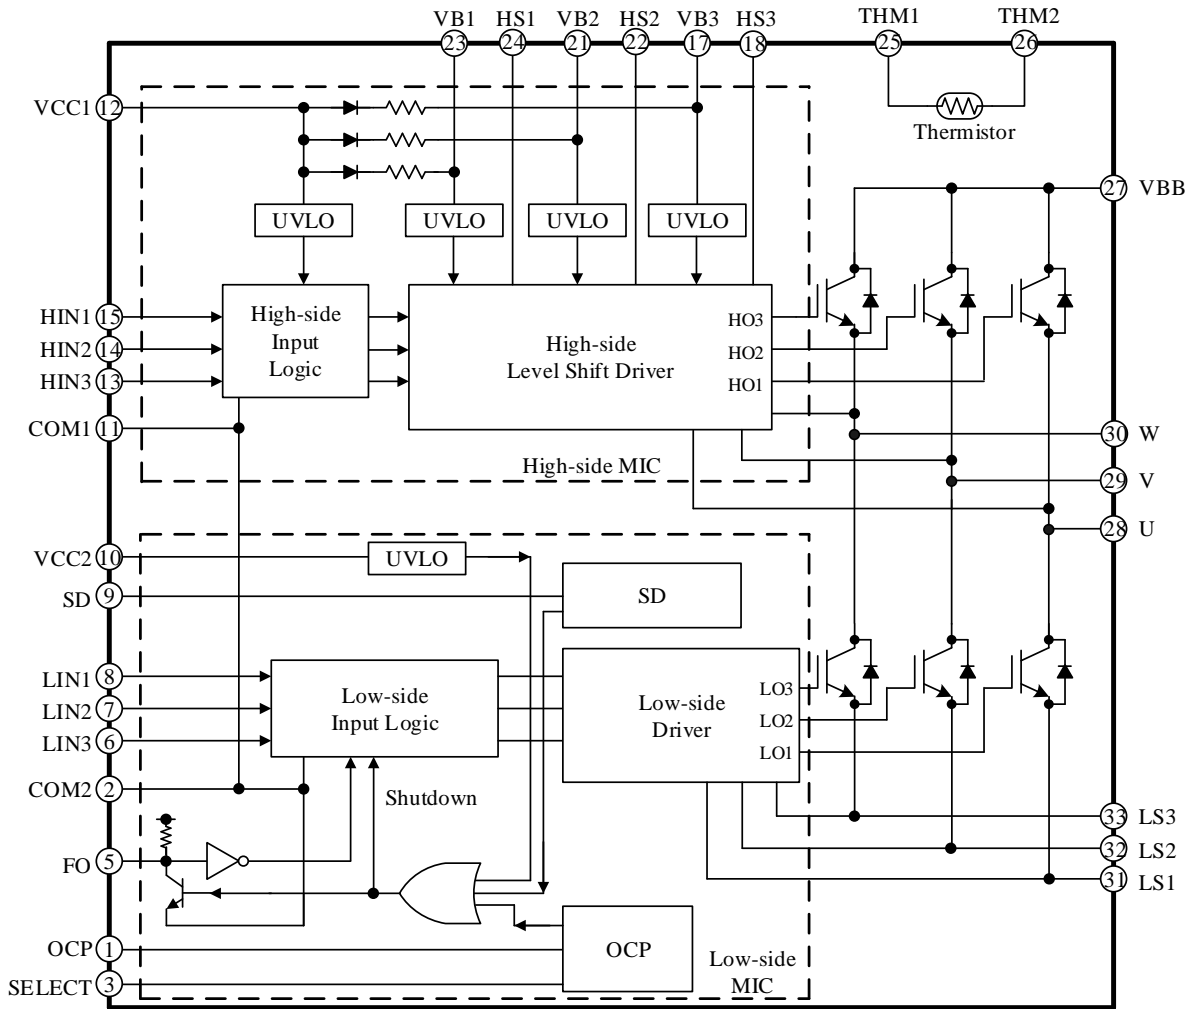 VB1 HS1 VB2 HS2 VB3 HS3 THM1 THM2
23 24 21 22 17 18 25 26
VCC1 12
Thermistor
27 VBB
UVLO UVLO UVLO UVLO
HIN1 15
HIN2 14
HIN3 13
COM1 11
High-side
Input
Logic
High-side
Level Shift Driver
HO3
HO2
HO1
High-side MIC
30 W
29 V
28 U
VCC2 10
UVLO
SD 9
SD
LIN1 8
LIN2 7
LIN3 6
COM2 2
Low-side
Input Logic
Low-side
Driver
LO3
LO2
LO1
Shutdown
33 LS3
32 LS2
31 LS1
FO 5
OCP 1
OCP
SELECT 3
Low-side
MIC